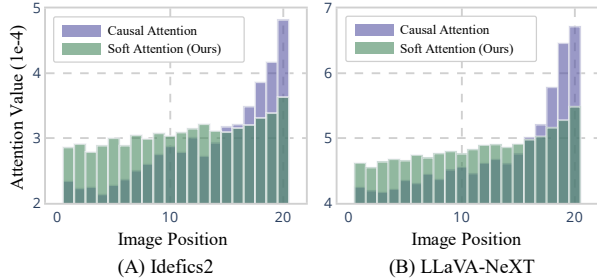 Attention Value (1e-4)
5
4
3
2
Causal Attention
Soft Attention (Ours)
0
10
20
Image Position
(A) Idefics2
7
6
5
4
Causal Attention
Soft Attention (Ours)
0
10
20
Image Position
(B) LLaVA-NeXT